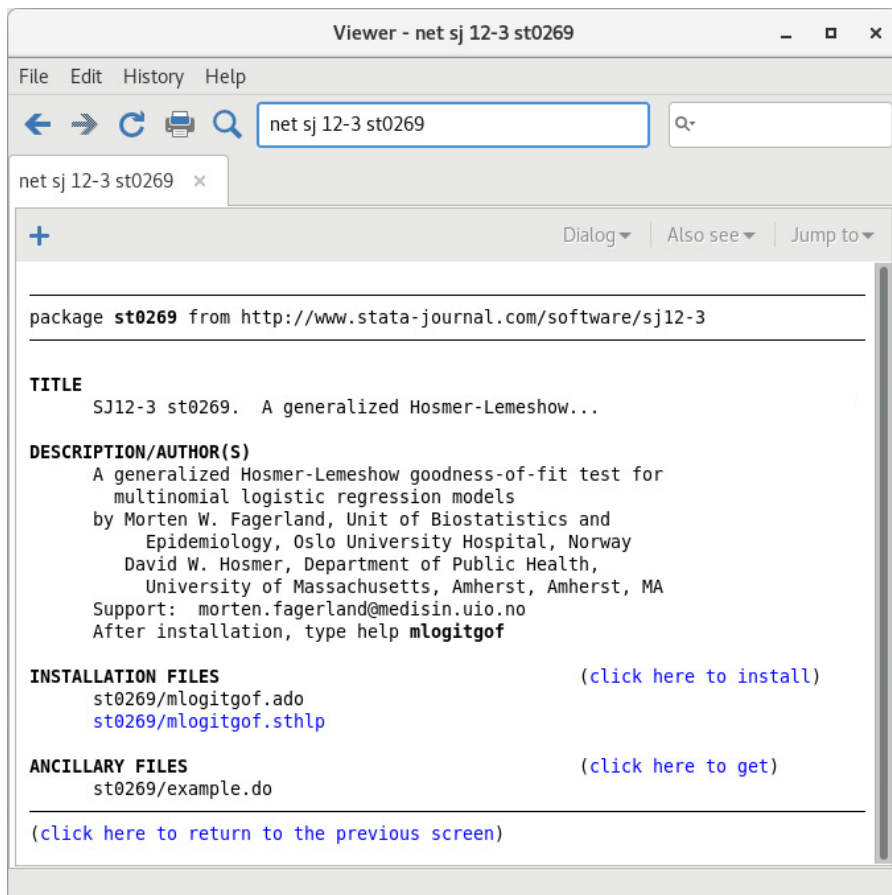 Viewer - net sj 12-3 st0269
File Edit History Help
net sj 12-3 st0269
net sj 12-3 st0269
Dialog Also see Jump to
package st0269 from http://www.stata-journal.com/software/sj12-3
TITLE
SJ12-3 st0269. A generalized Hosmer-Lemeshow...
DESCRIPTION/AUTHOR(S)
A generalized Hosmer-Lemeshow goodness-of-fit test for
multinomial logistic regression models
by Morten W. Fagerland, Unit of Biostatistics and
Epidemiology, Oslo University Hospital, Norway
David W. Hosmer, Department of Public Health,
University of Massachusetts, Amherst, Amherst, MA
Support: morten.fagerland@medisin.uio.no
After installation, type help mlogitgof
INSTALLATION FILES (click here to install)
st0269/mlogitgof.ado
st0269/mlogitgof.sthlp
ANCILLARY FILES (click here to get)
st0269/example.do
(click here to return to the previous screen)